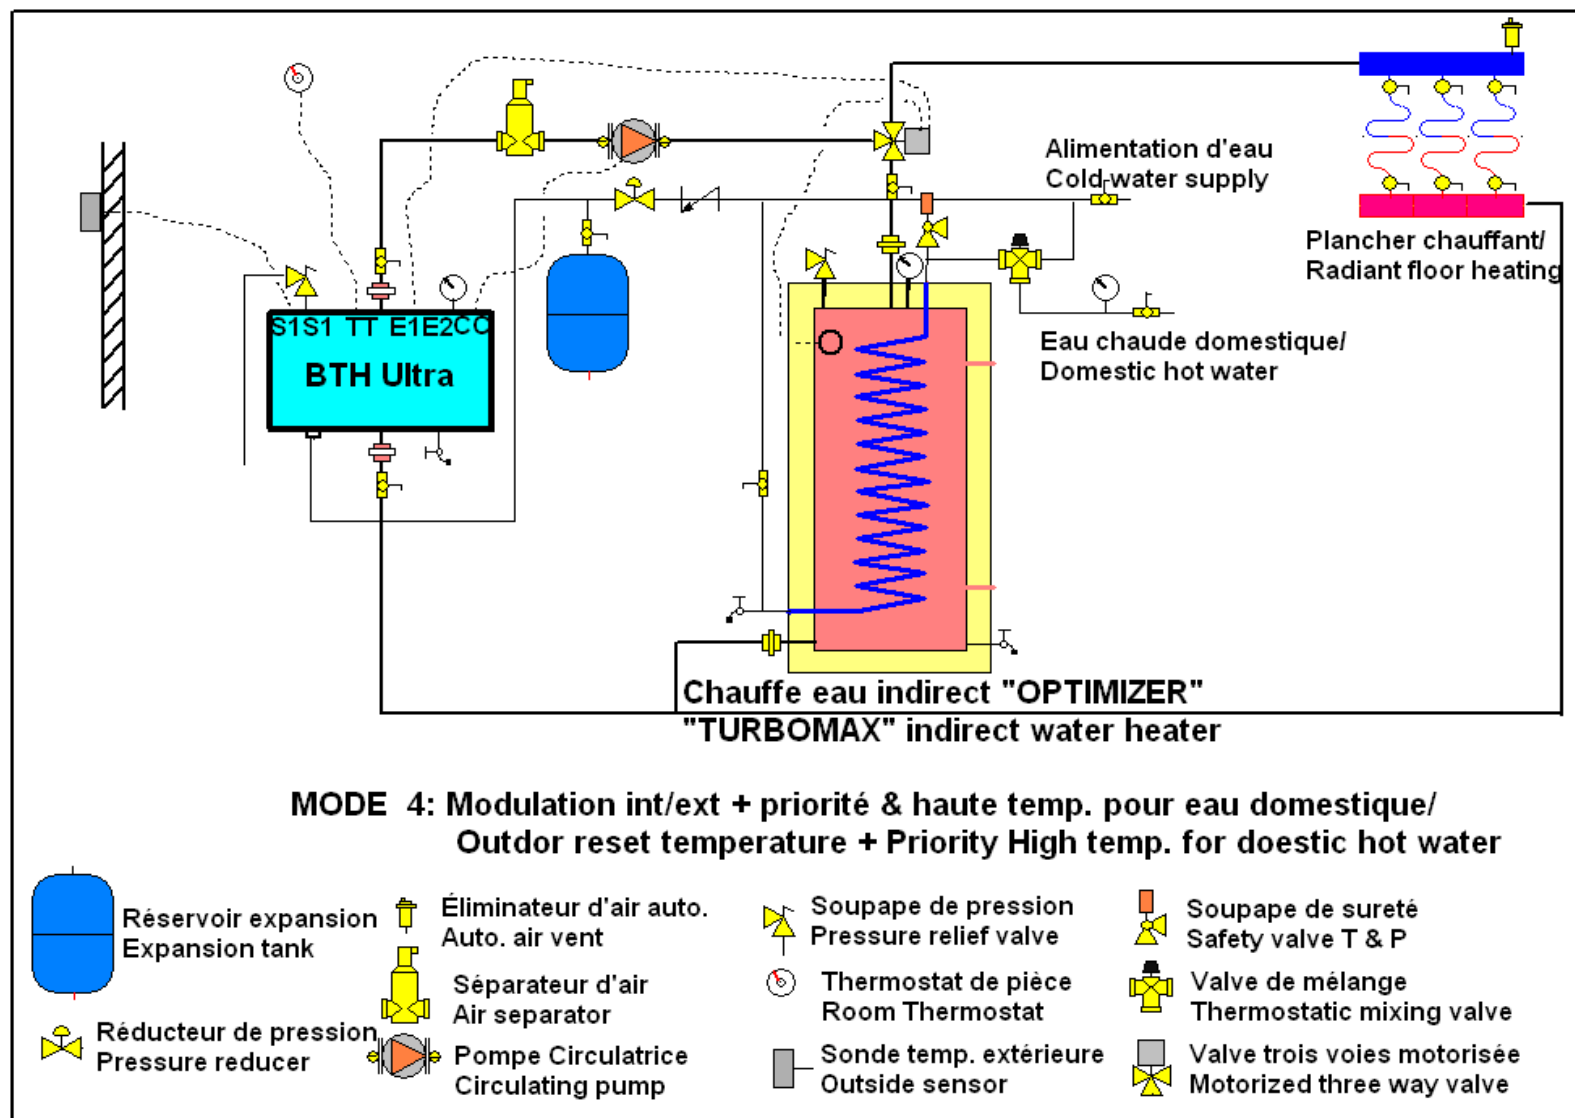 Alimentation d'eau
Cold water supply
Plancher chauffant/
Radiant floor heating
S1S1 TT E1E2CC
BTH Ultra
Eau chaude domestique/
Domestic hot water
Chauffe eau indirect "OPTIMIZER"
"TURBOMAX" indirect water heater
MODE 4: Modulation int/ext + priorité & haute temp. pour eau domestique/
Outdor reset temperature + Priority High temp. for doestic hot water
Réservoir expansion
Expansion tank
Éliminateur d'air auto.
Auto. air vent
Soupape de pression
Pressure relief valve
Soupape de sureté
Safety valve T & P
Séparateur d'air
Air separator
Thermostat de pièce
Room Thermostat
Valve de mélange
Thermostatic mixing valve
Réducteur de pression
Pressure reducer
Pompe Circulatrice
Circulating pump
Sonde temp. extérieure
Outside sensor
Valve trois voies motorisée
Motorized three way valve